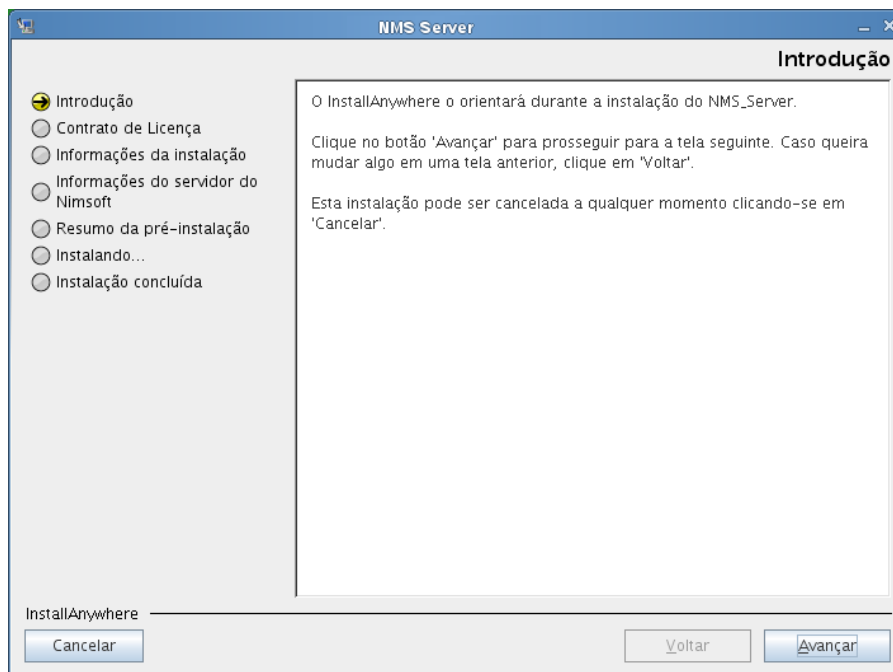 NMS Server
Introdução
Introdução
Contrato de Licença
Informações da instalação
Informações do servidor do
Nimsoft
Resumo da pré-instalação
Instalando...
Instalação concluída
O InstallAnywhere o orientará durante a instalação do NMS_Server.
Clique no botão 'Avançar' para prosseguir para a tela seguinte. Caso queira
mudar algo em uma tela anterior, clique em 'Voltar'.
Esta instalação pode ser cancelada a qualquer momento clicando-se em
'Cancelar'.
InstallAnywhere
Cancelar
Voltar
Avançar